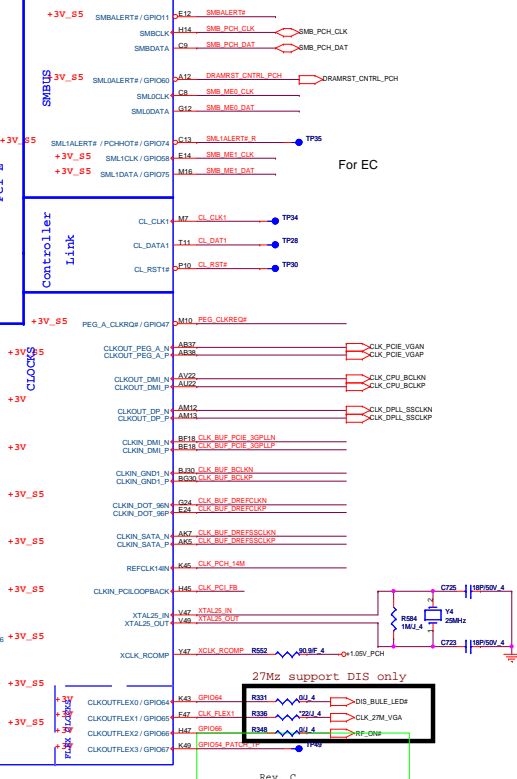 +3V_S5 SMBALERT# / GPIO11 E12 SMBALERT#
SMBCLK H14 SMB_PCH_CLK SMB_PCH_CLK
SMBDATA C9 SMB_PCH_DAT SMB_PCH_DAT
SMBUS
+3V_S5 SML0ALERT# / GPIO60 A12 DRAMRST_CNTRL_PCH DRAMRST_CNTRL_PCH
SML0CLK C8 SMB_ME0_CLK
SML0DATA G12 SMB_ME0_DAT
+3V_S5 SML1ALERT# / PCHHOT# / GPIO74 C13 SML1ALERT#_R TP35
+3V_S5 SML1CLK / GPIO58 E14 SMB_ME1_CLK
+3V_S5 SML1DATA / GPIO75 M16 SMB_ME1_DAT
For EC
Controller
Link
CL_CLK1 M7 CL_CLK1 TP34
CL_DATA1 T11 CL_DAT1 TP28
CL_RST1# P10 CL_RST# TP30
+3V_S5 PEG_A_CLKRQ# / GPIO47 M10 PEG_CLKREQ#
CLOCKS
+3V_S5 CLKOUT_PEG_A_N AB37 CLK_PCIE_VGAN
CLKOUT_PEG_A_P AB38 CLK_PCIE_VGAP
CLKOUT_DMI_N AV22 CLK_CPU_BCLKN
CLKOUT_DMI_P AU22 CLK_CPU_BCLKP
+3V
CLKOUT_DP_N AM12 CLK_DPLL_SSCLKN
CLKOUT_DP_P AM13 CLK_DPLL_SSCLKP
CLKIN_DMI_N BF18 CLK_BUF_PCIE_3GPLLN
+3V CLKIN_DMI_P BE18 CLK_BUF_PCIE_3GPLLP
CLKIN_GND1_N BJ30 CLK_BUF_BCLKN
CLKIN_GND1_P BG30 CLK_BUF_BCLKP
+3V_S5
CLKIN_DOT_96N G24 CLK_BUF_DREFCLKN
CLKIN_DOT_96P E24 CLK_BUF_DREFCLKP
CLKIN_SATA_N AK7 CLK_BUF_DREFSSCLKN
+3V_S5 CLKIN_SATA_P AK5 CLK_BUF_DREFSSCLKP
REFCLK14IN K45 CLK_PCH_14M
+3V_S5 CLKIN_PCILOOPBACK H45 CLK_PCI_FB
C725 18P/50V_4
XTAL25_IN V47 XTAL25_IN
XTAL25_OUT V49 XTAL25_OUT
R584
1M/J_4
2
1
Y4
25MHz
+3V_S5
C723 18P/50V_4
XCLK_RCOMP Y47 XCLK_RCOMP R552 90.9/F_4 +1.05V_PCH
27Mz support DIS only
+3V_S5
FLEX CLOCKS
+3V CLKOUTFLEX0 / GPIO64 K43 GPIO64 R331 0/J_4 DIS_BULE_LED#
+3V CLKOUTFLEX1 / GPIO65 F47 CLK_FLEX1 R336 *22/J_4 CLK_27M_VGA
+3V CLKOUTFLEX2 / GPIO66 H47 GPIO66 R348 0/J_4 RF_ON#
+3V CLKOUTFLEX3 / GPIO67 K49 TP49
Rev C